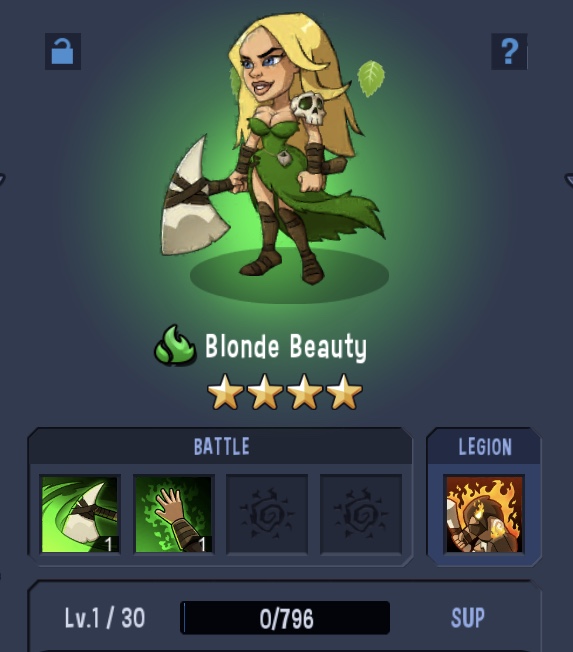 ?
Blonde Beauty
BATTLE
LEGION
1
1
Lv.1 / 30
0/796
SUP